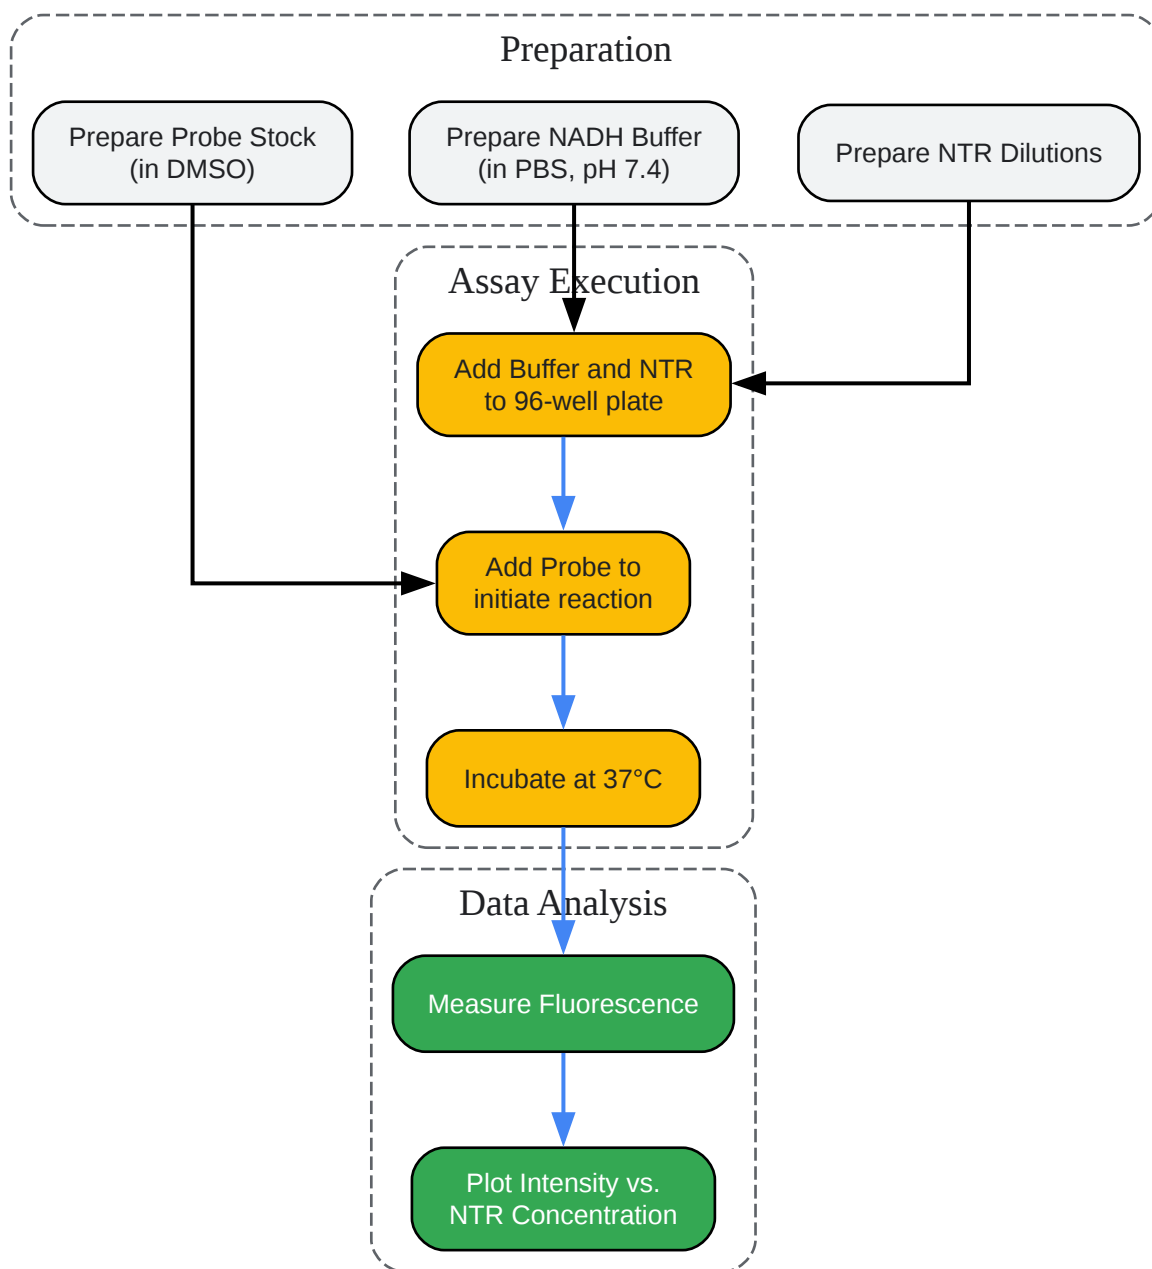 Preparation
Prepare Probe Stock
(in DMSO)
Prepare NADH Buffer
(in PBS, pH 7.4)
Prepare NTR Dilutions
Assay Execution
Add Buffer and NTR
to 96-well plate
Add Probe to
initiate reaction
Incubate at 37°C
Data Analysis
Measure Fluorescence
Plot Intensity vs.
NTR Concentration